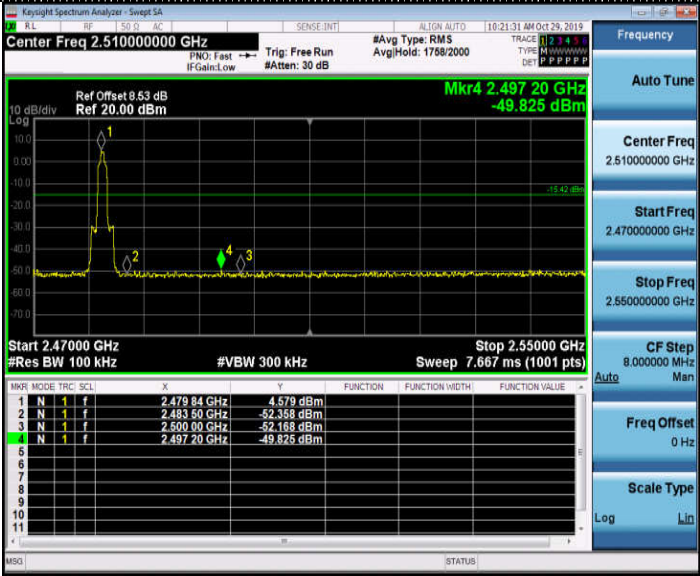 Keysight Spectrum Analyzer - Swept SA
RL RF 50 Ω AC SENSE:INT ALIGN AUTO 10:21:31 AM Oct 29, 2019
Center Freq 2.510000000 GHz
PNO: Fast
IFGain:Low
Trig: Free Run
#Atten: 30 dB
#Avg Type: RMS
Avg|Hold: 1758/2000
TRACE 1 2 3 4 5 6
TYPE MWWWWW
DET P P P P P P
Ref Offset 8.53 dB
10 dB/div Ref 20.00 dBm
Log
Mkr4 2.497 20 GHz
-49.825 dBm
10.0
0.00
-10.0
-20.0
-30.0
-40.0
-50.0
-60.0
-70.0
1
2
4
3
-15.42 dBm
Start 2.47000 GHz Stop 2.55000 GHz
#Res BW 100 kHz #VBW 300 kHz Sweep 7.667 ms (1001 pts)
MKR MODE TRC SCL X Y FUNCTION FUNCTION WIDTH FUNCTION VALUE
1 N 1 f 2.479 84 GHz 4.579 dBm
2 N 1 f 2.483 50 GHz -52.358 dBm
3 N 1 f 2.500 00 GHz -52.168 dBm
4 N 1 f 2.497 20 GHz -49.825 dBm
5
6
7
8
9
10
11
MSG STATUS
Frequency
Auto Tune
Center Freq
2.510000000 GHz
Start Freq
2.470000000 GHz
Stop Freq
2.550000000 GHz
CF Step
8.000000 MHz
Auto Man
Freq Offset
0 Hz
Scale Type
Log Lin